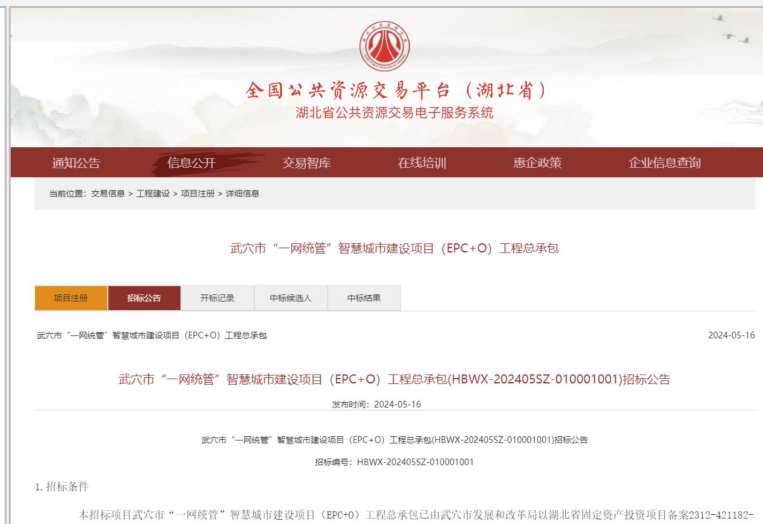 全国公共资源交易平台（湖北省）
湖北省公共资源交易电子服务系统
通知公告 信息公开 交易智库 在线培训 惠企政策 企业信息查询
当前位置：交易信息 > 工程建设 > 项目注册 > 详细信息
武穴市“一网统管”智慧城市建设项目（EPC+O）工程总承包
项目注册 招标公告 开标记录 中标候选人 中标结果
武穴市“一网统管”智慧城市建设项目（EPC+O）工程总承包 2024-05-16
武穴市“一网统管”智慧城市建设项目（EPC+O）工程总承包(HBWX-202405SZ-010001001)招标公告
发布时间：2024-05-16
武穴市“一网统管”智慧城市建设项目（EPC+O）工程总承包(HBWX-202405SZ-010001001)招标公告
招标编号：HBWX-202405SZ-010001001
1. 招标条件
本招标项目武穴市“一网统管”智慧城市建设项目（EPC+O）工程总承包已由武穴市发展和改革局以湖北省固定资产投资项目备案2312-421182-